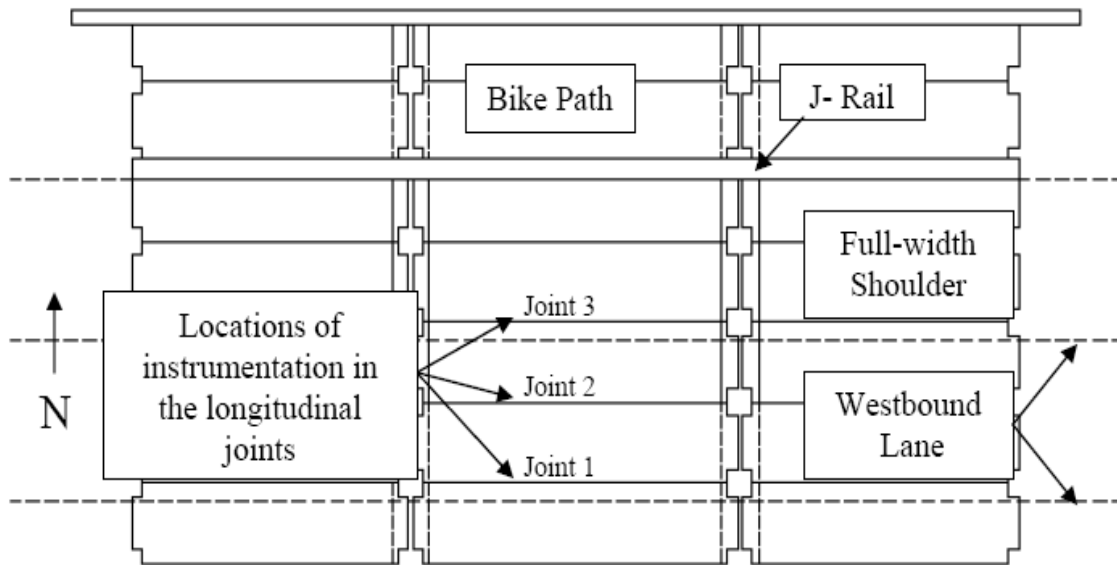 Bike Path
J- Rail
Full-width
Shoulder
Locations of
instrumentation in
the longitudinal
joints
Joint 3
Joint 2
Joint 1
Westbound
Lane
N